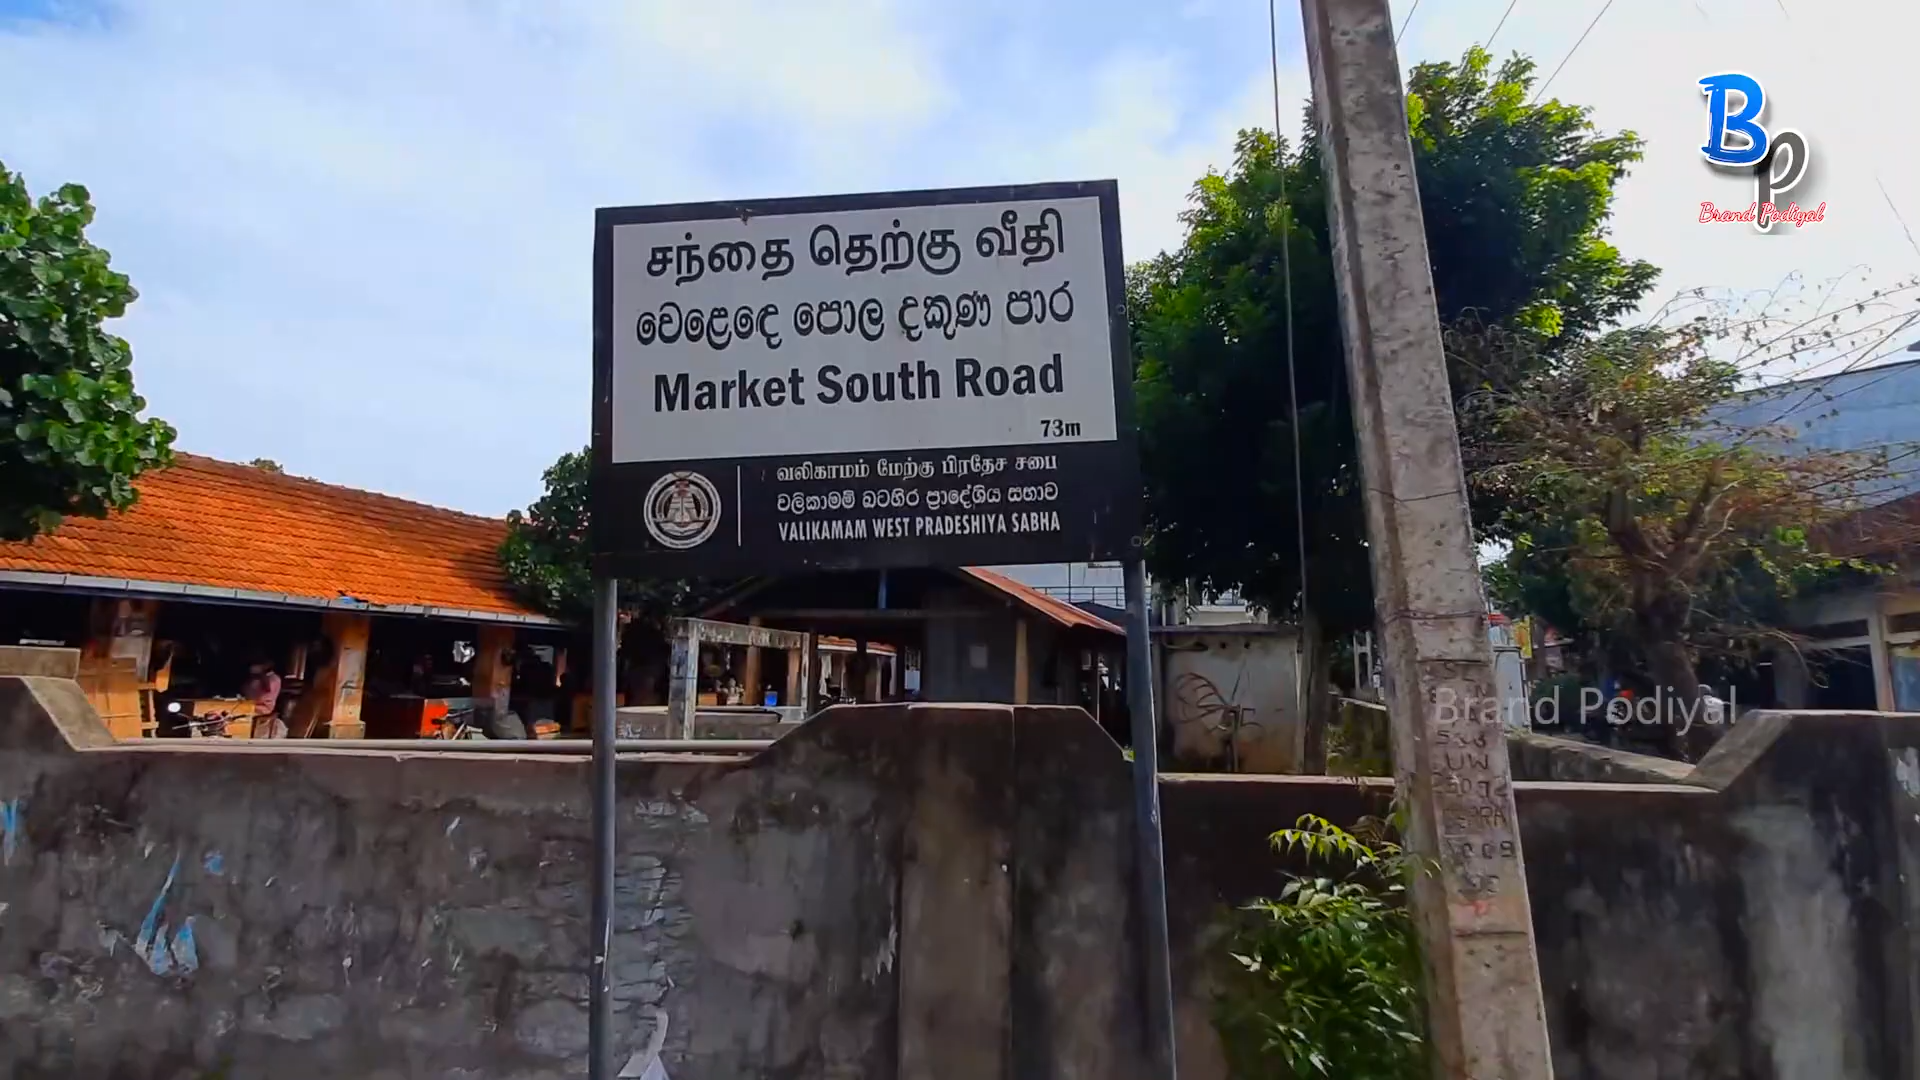 சந்தை தெற்கு வீதி
වෙළෙඳෙ පොල දකුණ පාර
Market South Road
73m
வலிகாமம் மேற்கு பிரதேச சபை
වලිකාමම් බටහිර ප්‍රාදේශීය සභාව
VALIKAMAM WEST PRADESHIYA SABHA
BP
Brand Podiyal
Brand Podiyal